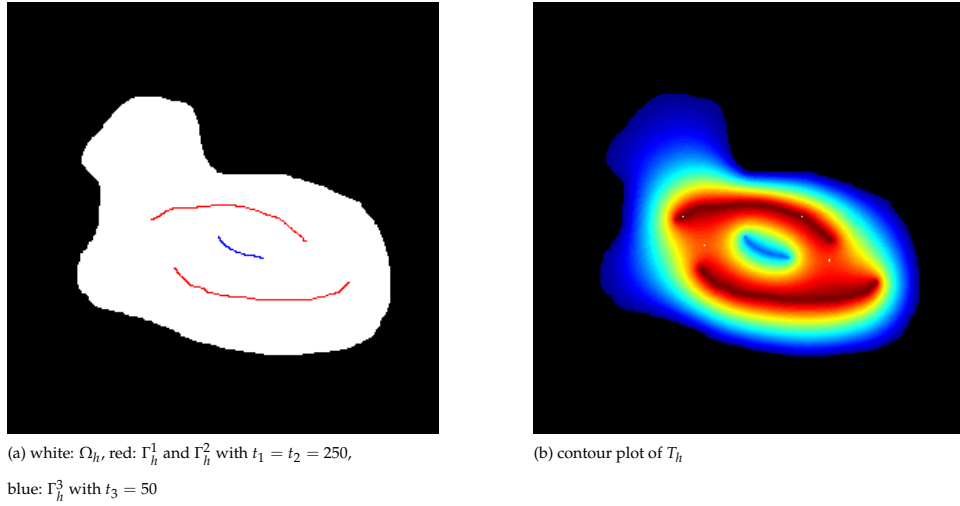 (a) white: Ωₕ, red: Γ¹ₕ and Γ²ₕ with t₁ = t₂ = 250,
blue: Γ³ₕ with t₃ = 50
(b) contour plot of Tₕ